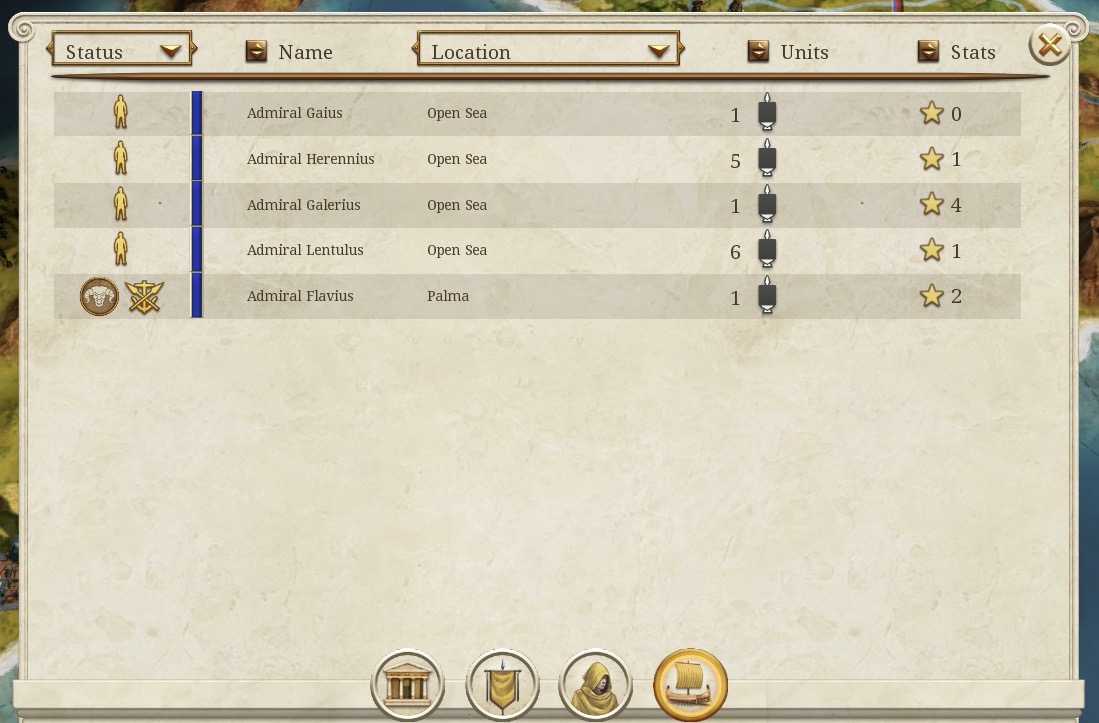 Status Name Location Units Stats
Admiral Gaius Open Sea 1 0
Admiral Herennius Open Sea 5 1
Admiral Galerius Open Sea 1 4
Admiral Lentulus Open Sea 6 1
Admiral Flavius Palma 1 2